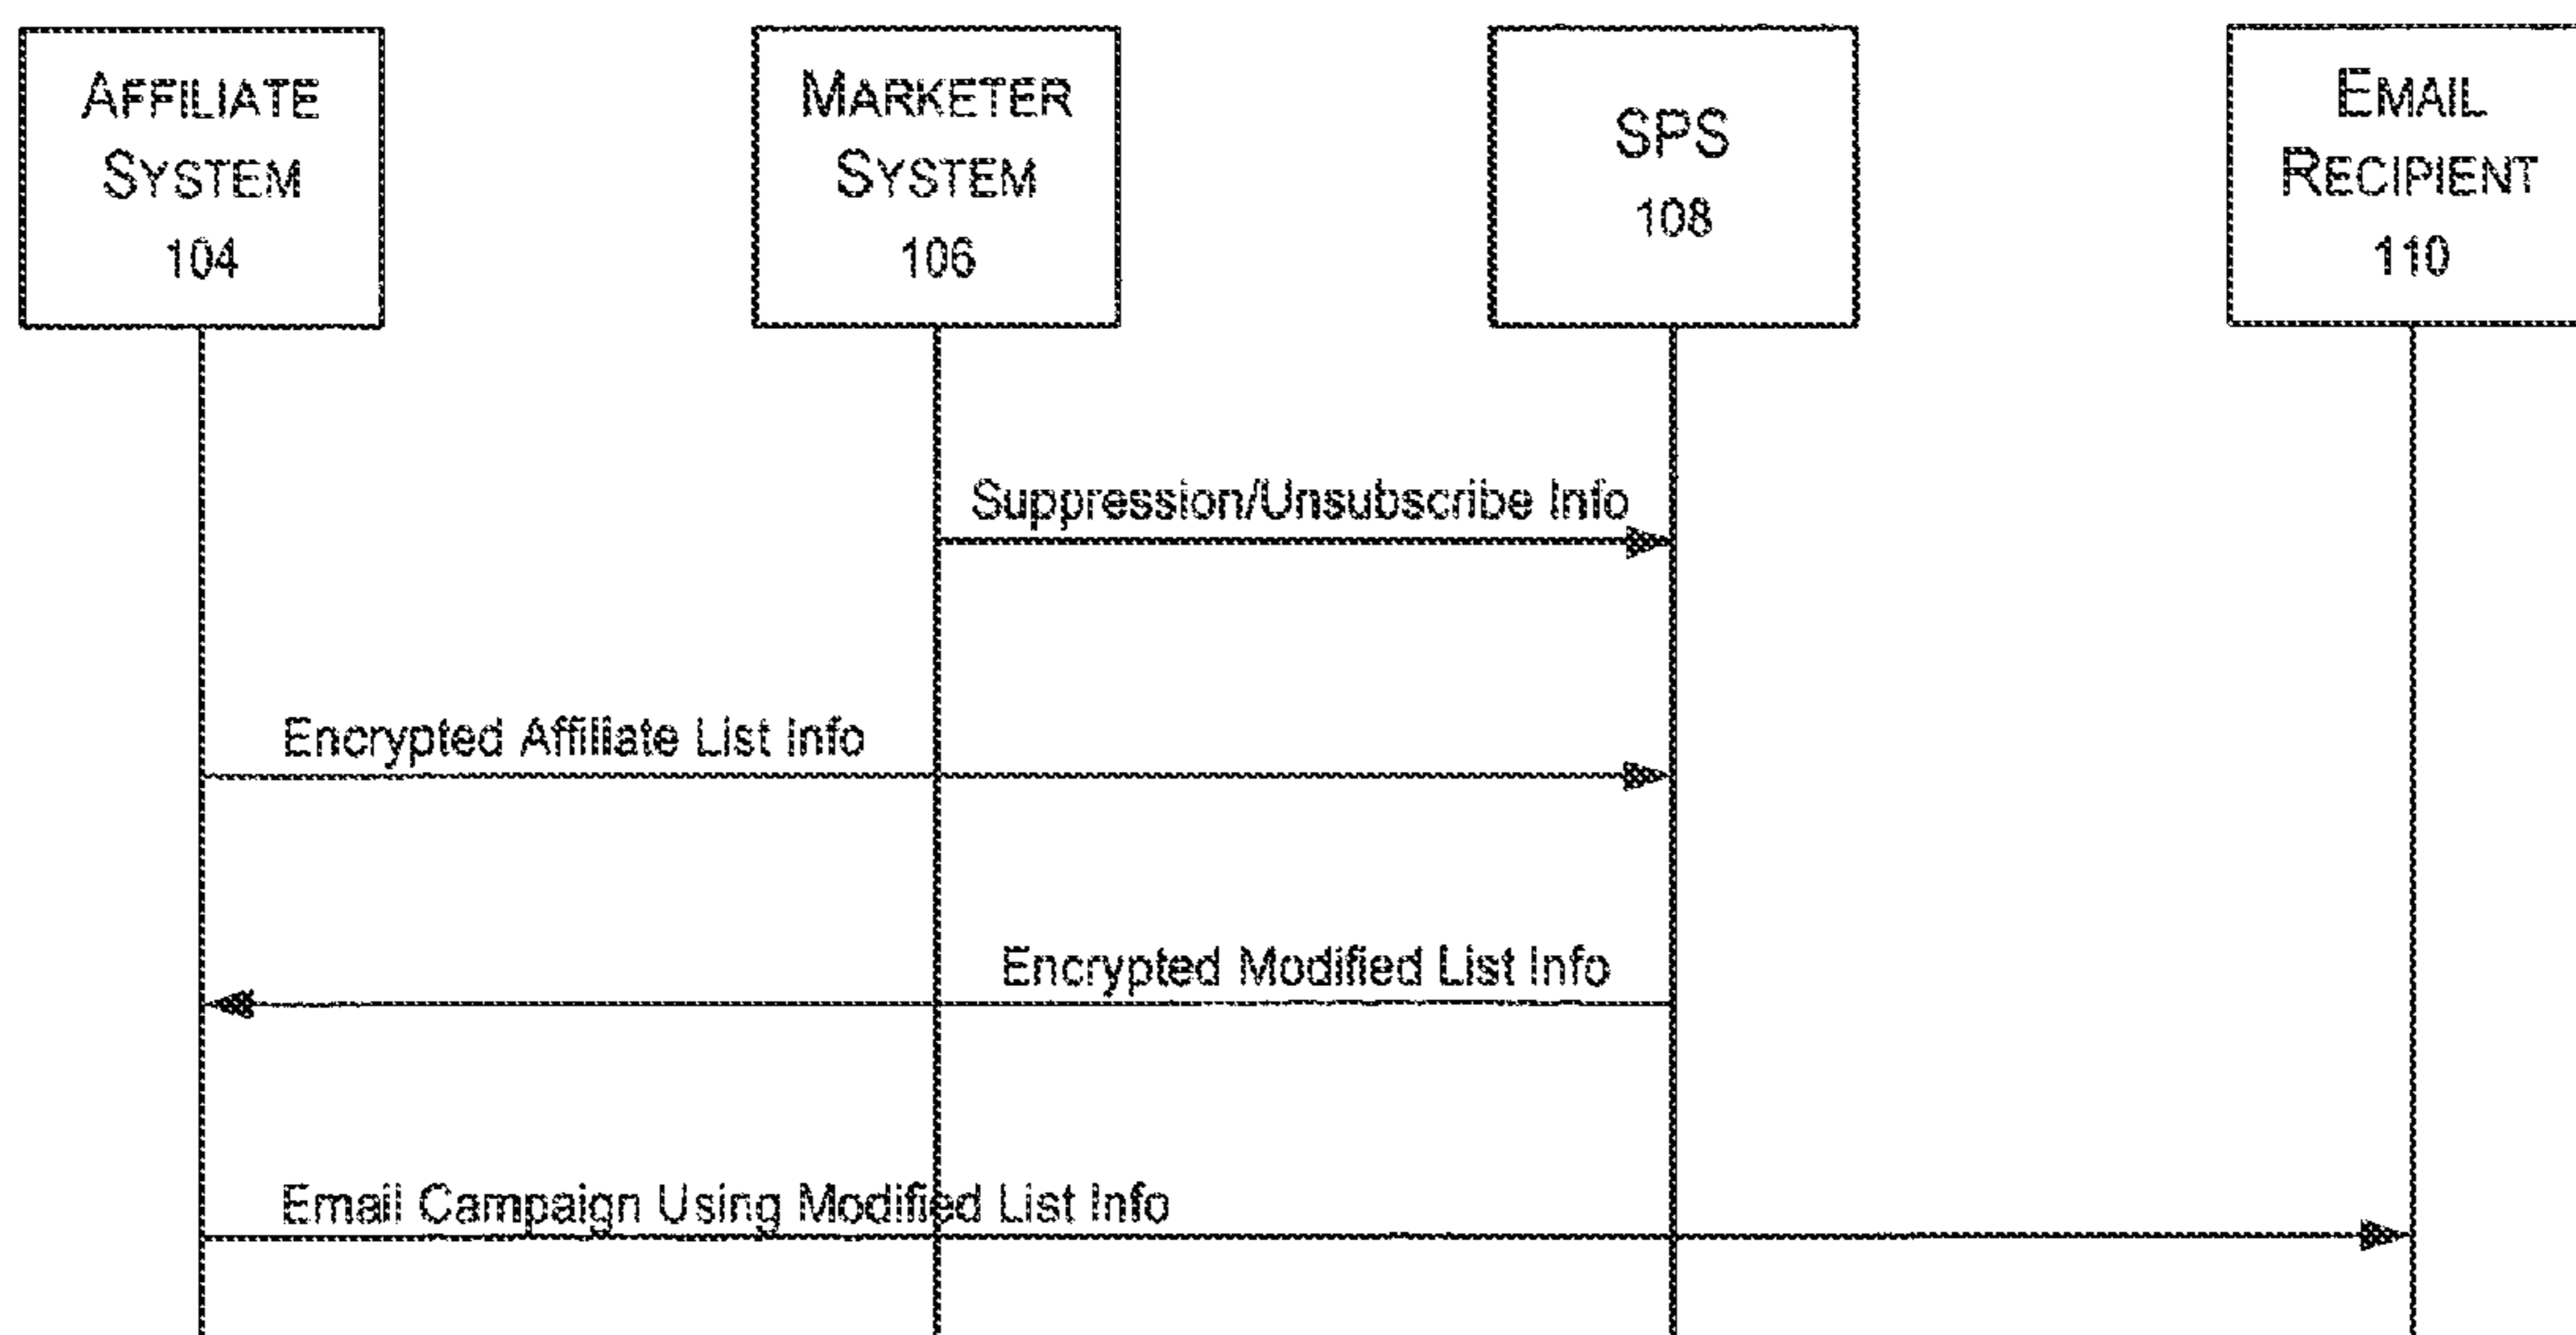 AFFILIATE
SYSTEM
104
MARKETER
SYSTEM
106
SPS
108
EMAIL
RECIPIENT
110
Suppression/Unsubscribe Info
Encrypted Affiliate List Info
Encrypted Modified List Info
Email Campaign Using Modified List Info